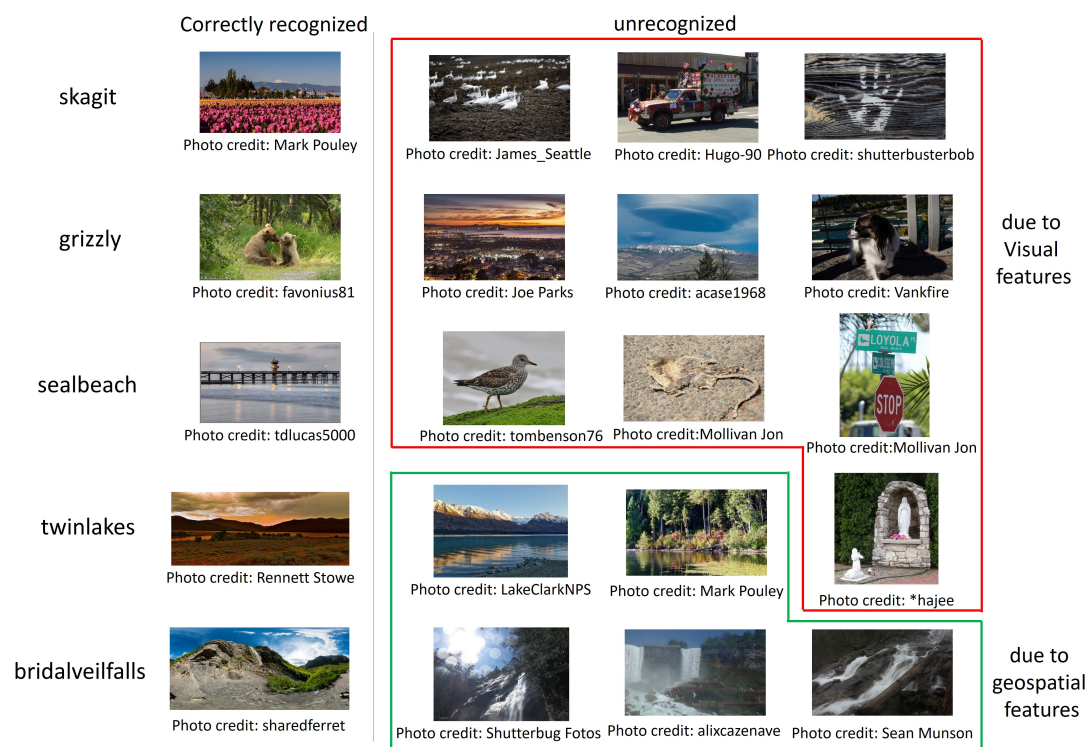 Correctly recognized
unrecognized
skagit
Photo credit: Mark Pouley
Photo credit: James_Seattle
Photo credit: Hugo-90
Photo credit: shutterbusterbob
grizzly
Photo credit: favonius81
Photo credit: Joe Parks
Photo credit: acase1968
Photo credit: Vankfire
due to
Visual
features
sealbeach
Photo credit: tdlucas5000
Photo credit: tombenson76
Photo credit:Mollivan Jon
LOYOLA
STOP
Photo credit:Mollivan Jon
twinlakes
Photo credit: Rennett Stowe
Photo credit: LakeClarkNPS
Photo credit: Mark Pouley
Photo credit: *hajee
bridalveilfalls
Photo credit: sharedferret
Photo credit: Shutterbug Fotos
Photo credit: alixcazenave
Photo credit: Sean Munson
due to
geospatial
features